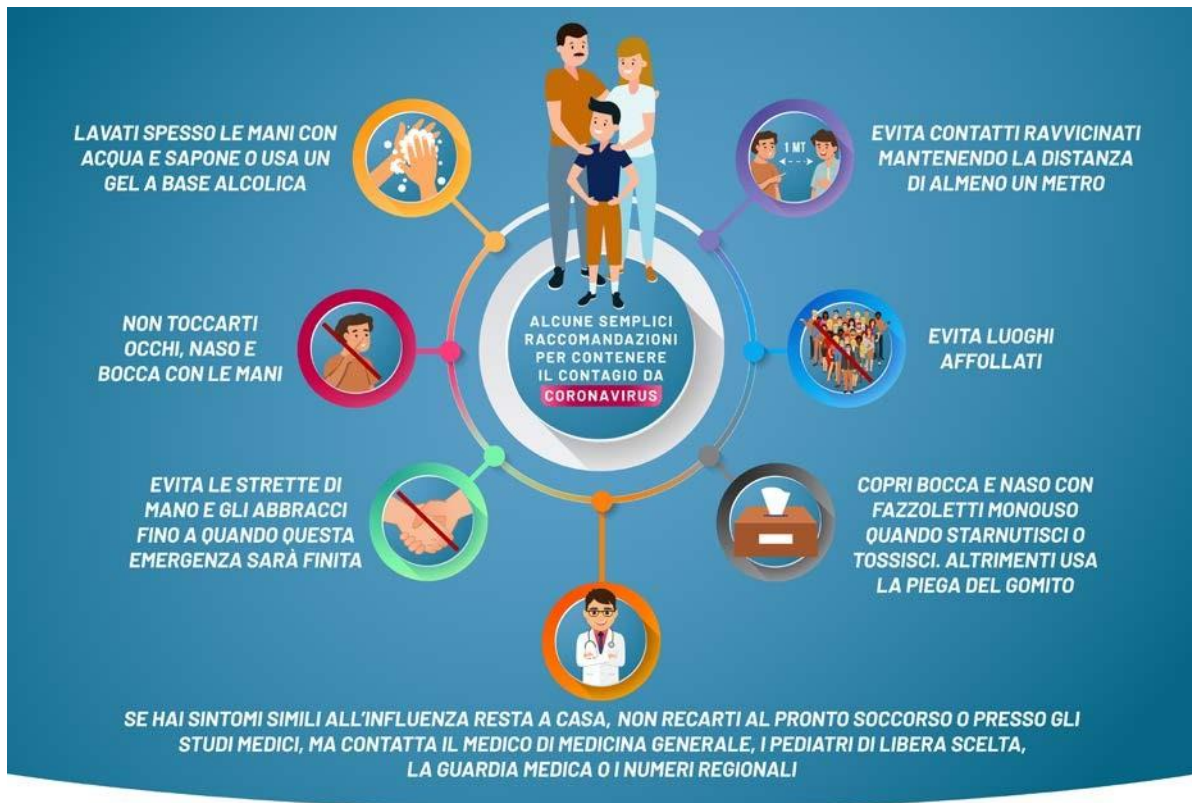 LAVATI SPESSO LE MANI CON
ACQUA E SAPONE O USA UN
GEL A BASE ALCOLICA
1 MT
EVITA CONTATTI RAVVICINATI
MANTENENDO LA DISTANZA
DI ALMENO UN METRO
NON TOCCARTI
OCCHI, NASO E
BOCCA CON LE MANI
ALCUNE SEMPLICI
RACCOMANDAZIONI
PER CONTENERE
IL CONTAGIO DA
CORONAVIRUS
EVITA LUOGHI
AFFOLLATI
EVITA LE STRETTE DI
MANO E GLI ABBRACCI
FINO A QUANDO QUESTA
EMERGENZA SARÀ FINITA
COPRI BOCCA E NASO CON
FAZZOLETTI MONOUSO
QUANDO STARNUTISCI O
TOSSISCI. ALTRIMENTI USA
LA PIEGA DEL GOMITO
SE HAI SINTOMI SIMILI ALL'INFLUENZA RESTA A CASA, NON RECARTI AL PRONTO SOCCORSO O PRESSO GLI
STUDI MEDICI, MA CONTATTA IL MEDICO DI MEDICINA GENERALE, I PEDIATRI DI LIBERA SCELTA,
LA GUARDIA MEDICA O I NUMERI REGIONALI